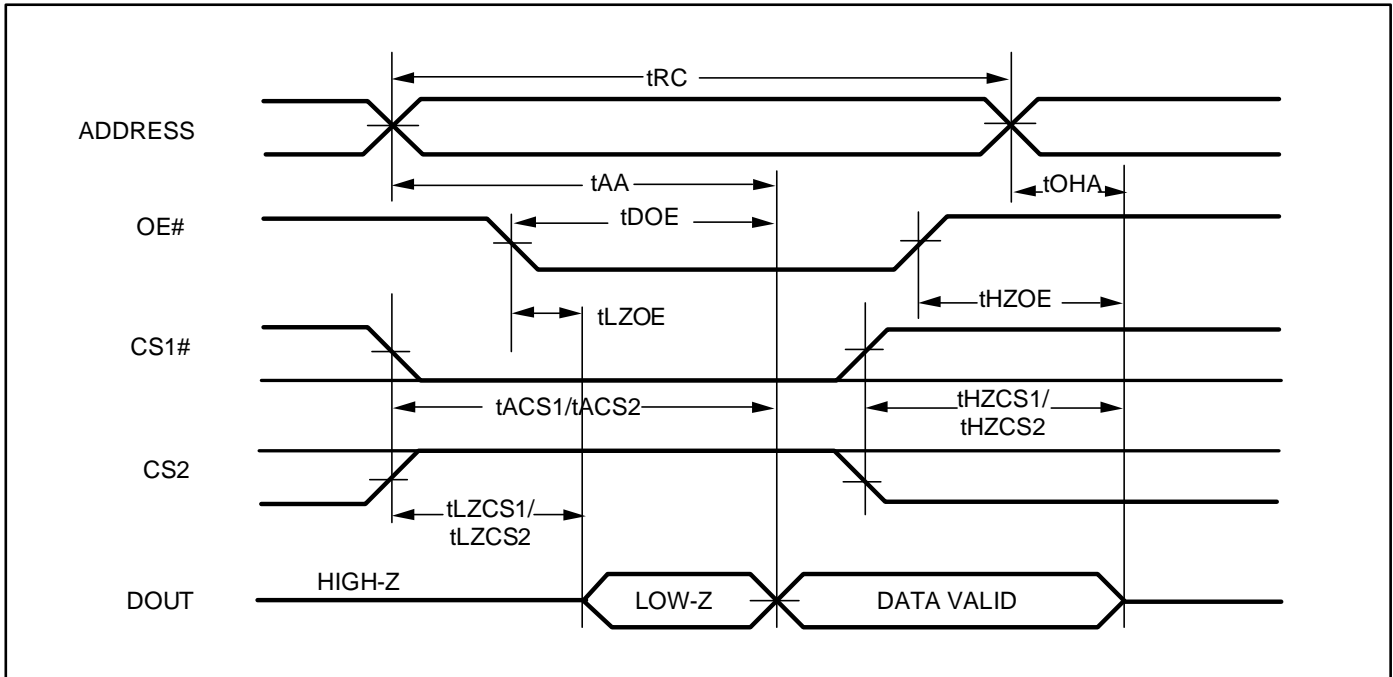 tRC
ADDRESS
tAA
tOHA
tDOE
OE#
tHZOE
tLZOE
CS1#
tACS1/tACS2
tHZCS1/
tHZCS2
CS2
tLZCS1/
tLZCS2
HIGH-Z
DOUT
LOW-Z
DATA VALID